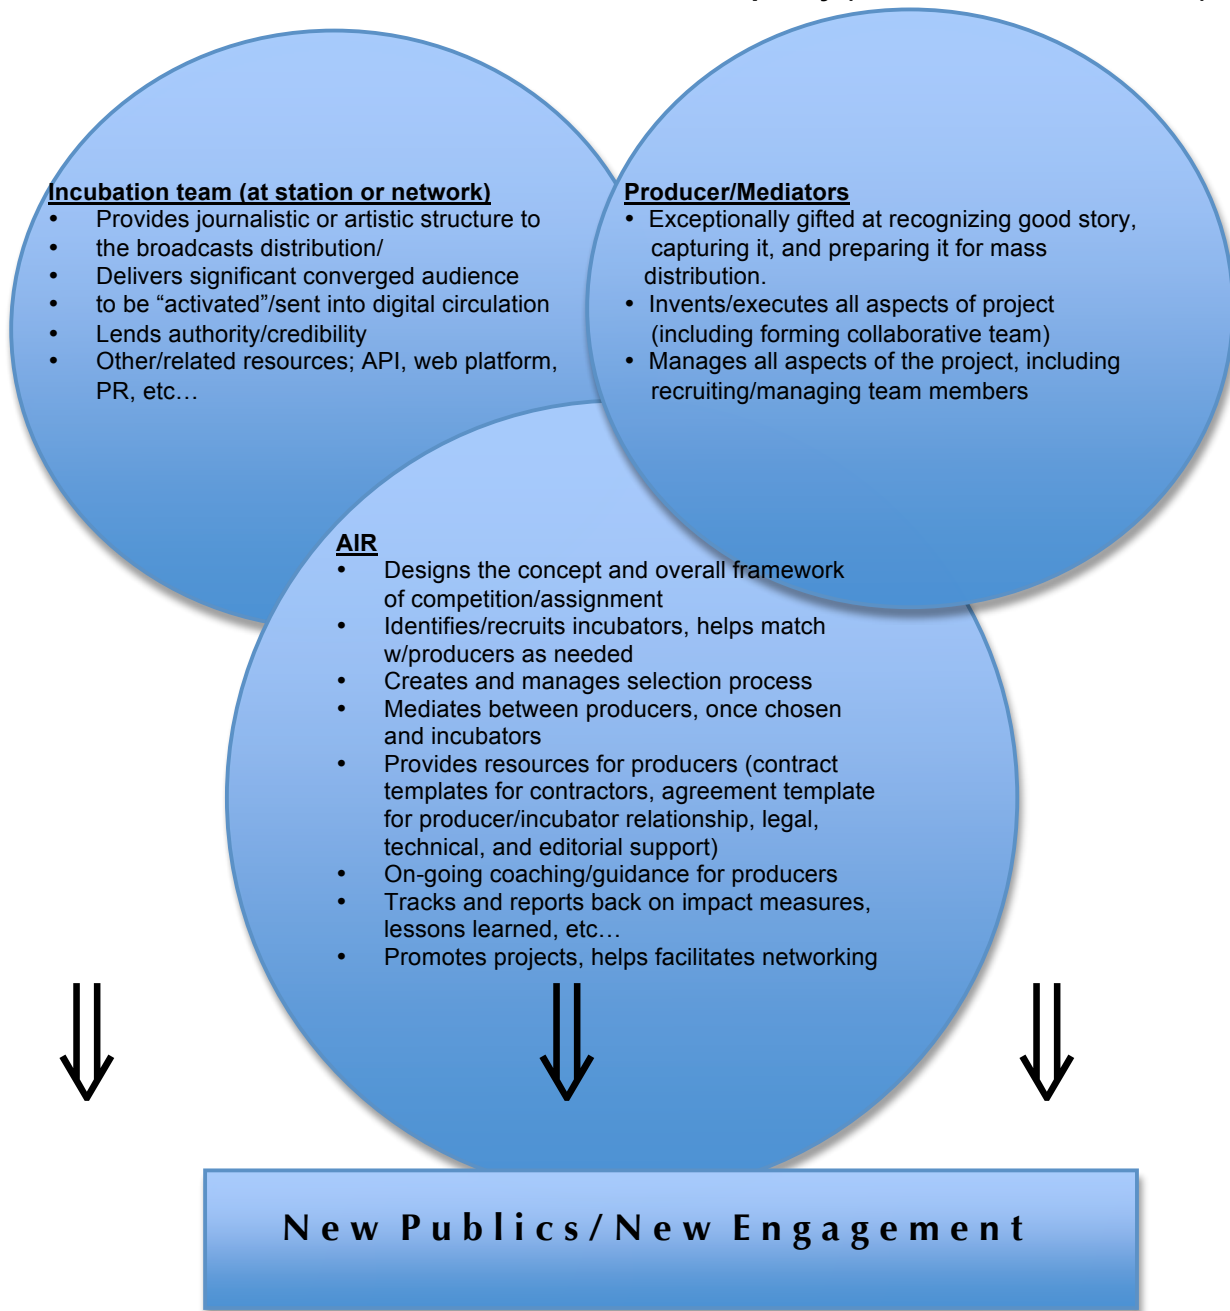 Incubation team (at station or network)
• Provides journalistic or artistic structure to
• the broadcasts distribution/
• Delivers significant converged audience
• to be “activated”/sent into digital circulation
• Lends authority/credibility
• Other/related resources; API, web platform,
PR, etc…
Producer/Mediators
• Exceptionally gifted at recognizing good story,
capturing it, and preparing it for mass
distribution.
• Invents/executes all aspects of project
(including forming collaborative team)
• Manages all aspects of the project, including
recruiting/managing team members
AIR
• Designs the concept and overall framework
of competition/assignment
• Identifies/recruits incubators, helps match
w/producers as needed
• Creates and manages selection process
• Mediates between producers, once chosen
and incubators
• Provides resources for producers (contract
templates for contractors, agreement template
for producer/incubator relationship, legal,
technical, and editorial support)
• On-going coaching/guidance for producers
• Tracks and reports back on impact measures,
lessons learned, etc…
• Promotes projects, helps facilitates networking
New Publics/New Engagement